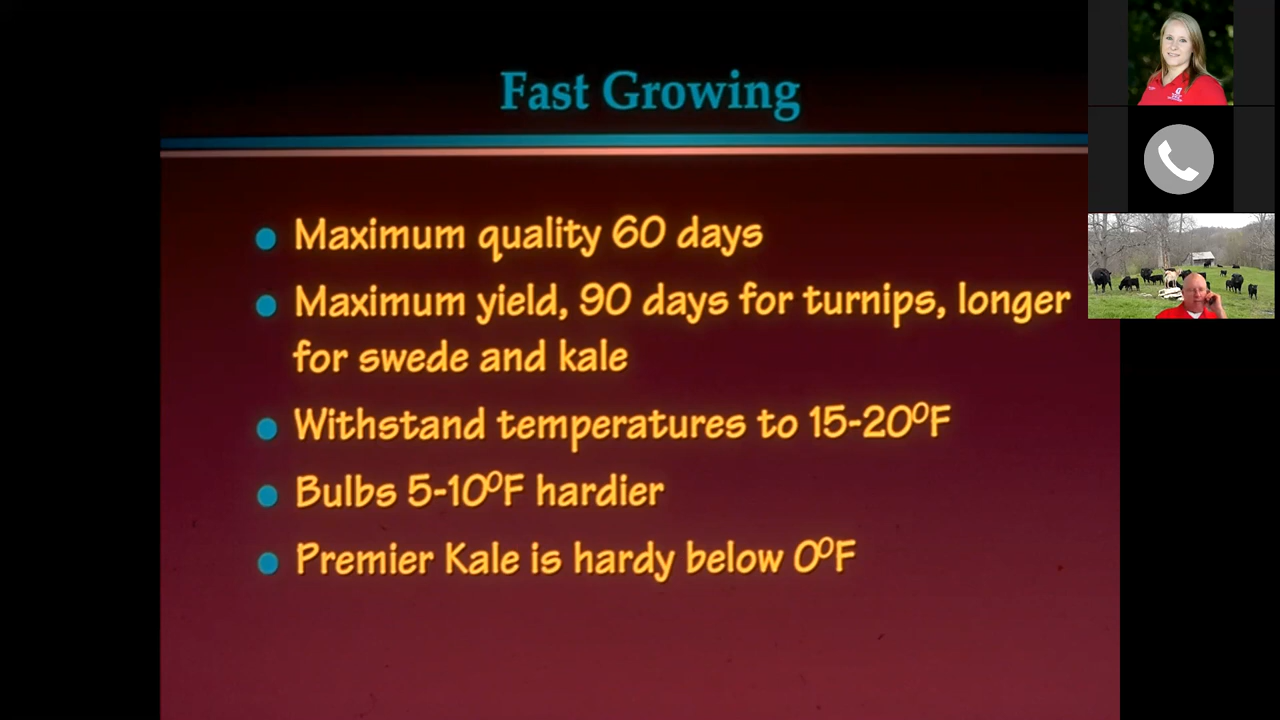 Fast Growing
Maximum quality 60 days
Maximum yield, 90 days for turnips, longer
for swede and kale
Withstand temperatures to 15-20⁰F
Bulbs 5-10⁰F hardier
Premier Kale is hardy below 0⁰F